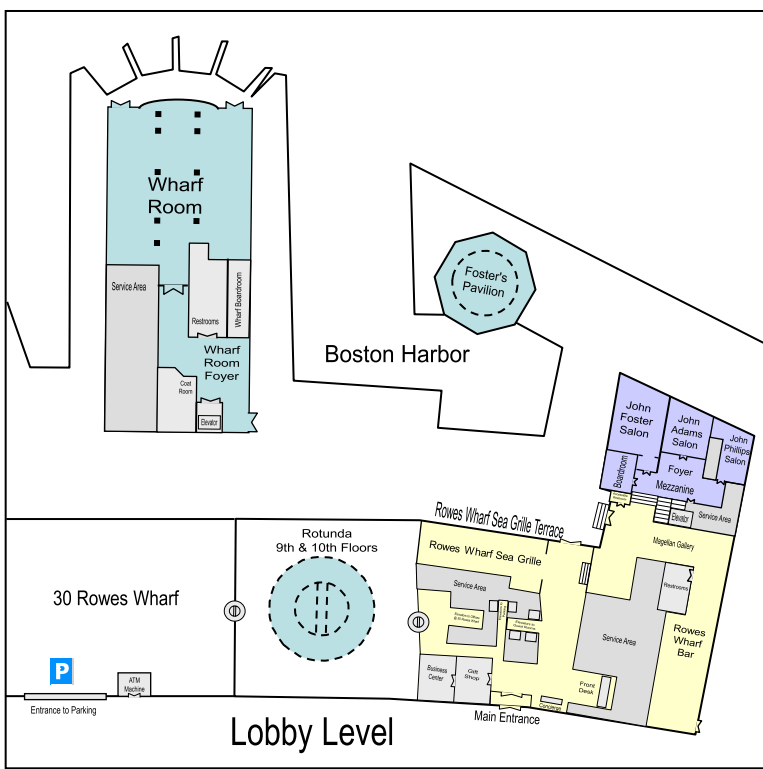 Wharf
Room
Service Area
Restrooms
Wharf Boardroom
Wharf
Room
Foyer
Coat
Room
Elevator
Foster's
Pavilion
Boston Harbor
John
Foster
Salon
John
Adams
Salon
John
Phillips
Salon
Boardroom
Foyer
Mezzanine
Elevator
Service Area
Magellan Gallery
Rowes Wharf Sea Grille Terrace
Rowes Wharf Sea Grille
Rotunda
9th & 10th Floors
30 Rowes Wharf
Service Area
Restrooms
Service Area
Rowes
Wharf
Bar
Business
Center
Gift
Shop
Front
Desk
Concierge
Main Entrance
P
ATM
Machine
Entrance to Parking
Lobby Level